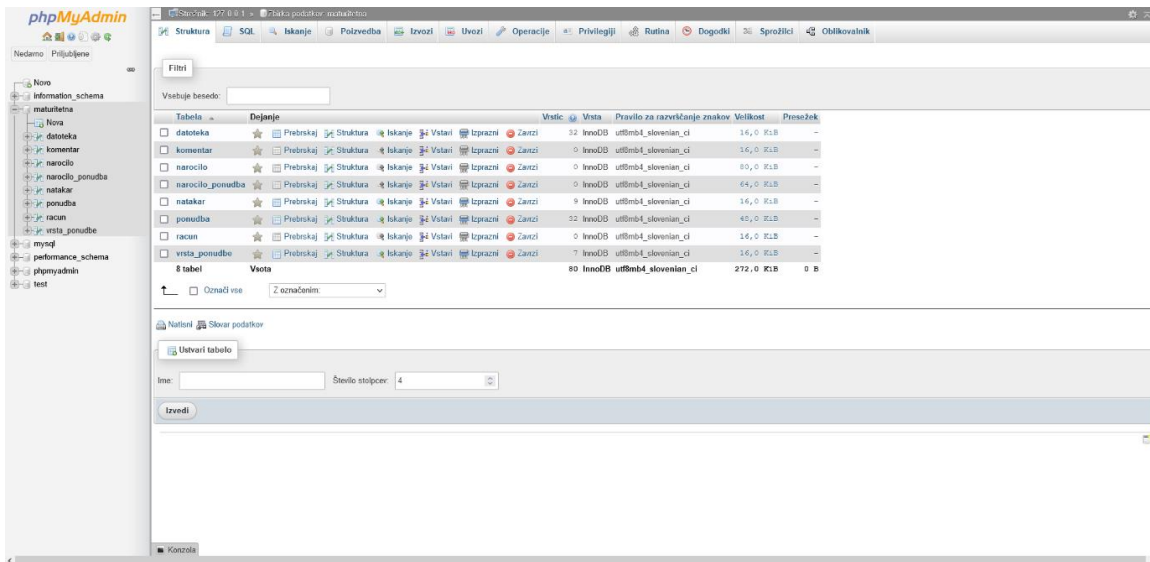 phpMyAdmin
Nedavno Priljubljene
Novo
information_schema
maturitetna
Nova
datoteka
komentar
narocilo
narocilo_ponudba
natakar
ponudba
racun
vrsta_ponudbe
mysql
performance_schema
phpmyadmin
test
Strežnik: 127.0.0.1 » Zbirka podatkov: maturitetna
Struktura SQL Iskanje Poizvedba Izvozi Uvozi Operacije Privilegiji Rutina Dogodki Sprožilci Oblikovalnik
Filtri
Vsebuje besedo:
Tabela Dejanje Vrstic Vrsta Pravilo za razvrščanje znakov Velikost Presežek
datoteka Prebrskaj Struktura Iskanje Vstavi Izprazni Zavrzi 32 InnoDB utf8mb4_slovenian_ci 16,0 KiB -
komentar Prebrskaj Struktura Iskanje Vstavi Izprazni Zavrzi 0 InnoDB utf8mb4_slovenian_ci 16,0 KiB -
narocilo Prebrskaj Struktura Iskanje Vstavi Izprazni Zavrzi 0 InnoDB utf8mb4_slovenian_ci 80,0 KiB -
narocilo_ponudba Prebrskaj Struktura Iskanje Vstavi Izprazni Zavrzi 0 InnoDB utf8mb4_slovenian_ci 64,0 KiB -
natakar Prebrskaj Struktura Iskanje Vstavi Izprazni Zavrzi 9 InnoDB utf8mb4_slovenian_ci 16,0 KiB -
ponudba Prebrskaj Struktura Iskanje Vstavi Izprazni Zavrzi 32 InnoDB utf8mb4_slovenian_ci 48,0 KiB -
racun Prebrskaj Struktura Iskanje Vstavi Izprazni Zavrzi 0 InnoDB utf8mb4_slovenian_ci 16,0 KiB -
vrsta_ponudbe Prebrskaj Struktura Iskanje Vstavi Izprazni Zavrzi 7 InnoDB utf8mb4_slovenian_ci 16,0 KiB -
8 tabel Vsota 80 InnoDB utf8mb4_slovenian_ci 272,0 KiB 0 B
Označi vse Z označenim:
Natisni Slovar podatkov
Ustvari tabelo
Ime: Število stolpcev: 4
Izvedi
Konzola